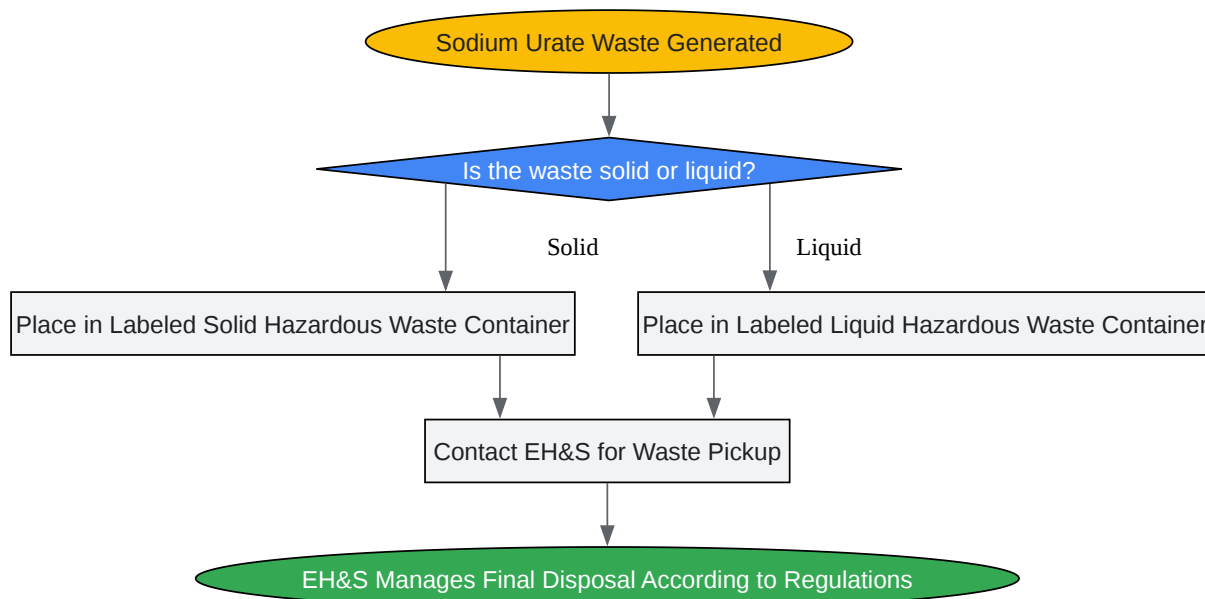 Sodium Urate Waste Generated
Is the waste solid or liquid?
Solid
Liquid
Place in Labeled Solid Hazardous Waste Container
Place in Labeled Liquid Hazardous Waste Container
Contact EH&S for Waste Pickup
EH&S Manages Final Disposal According to Regulations